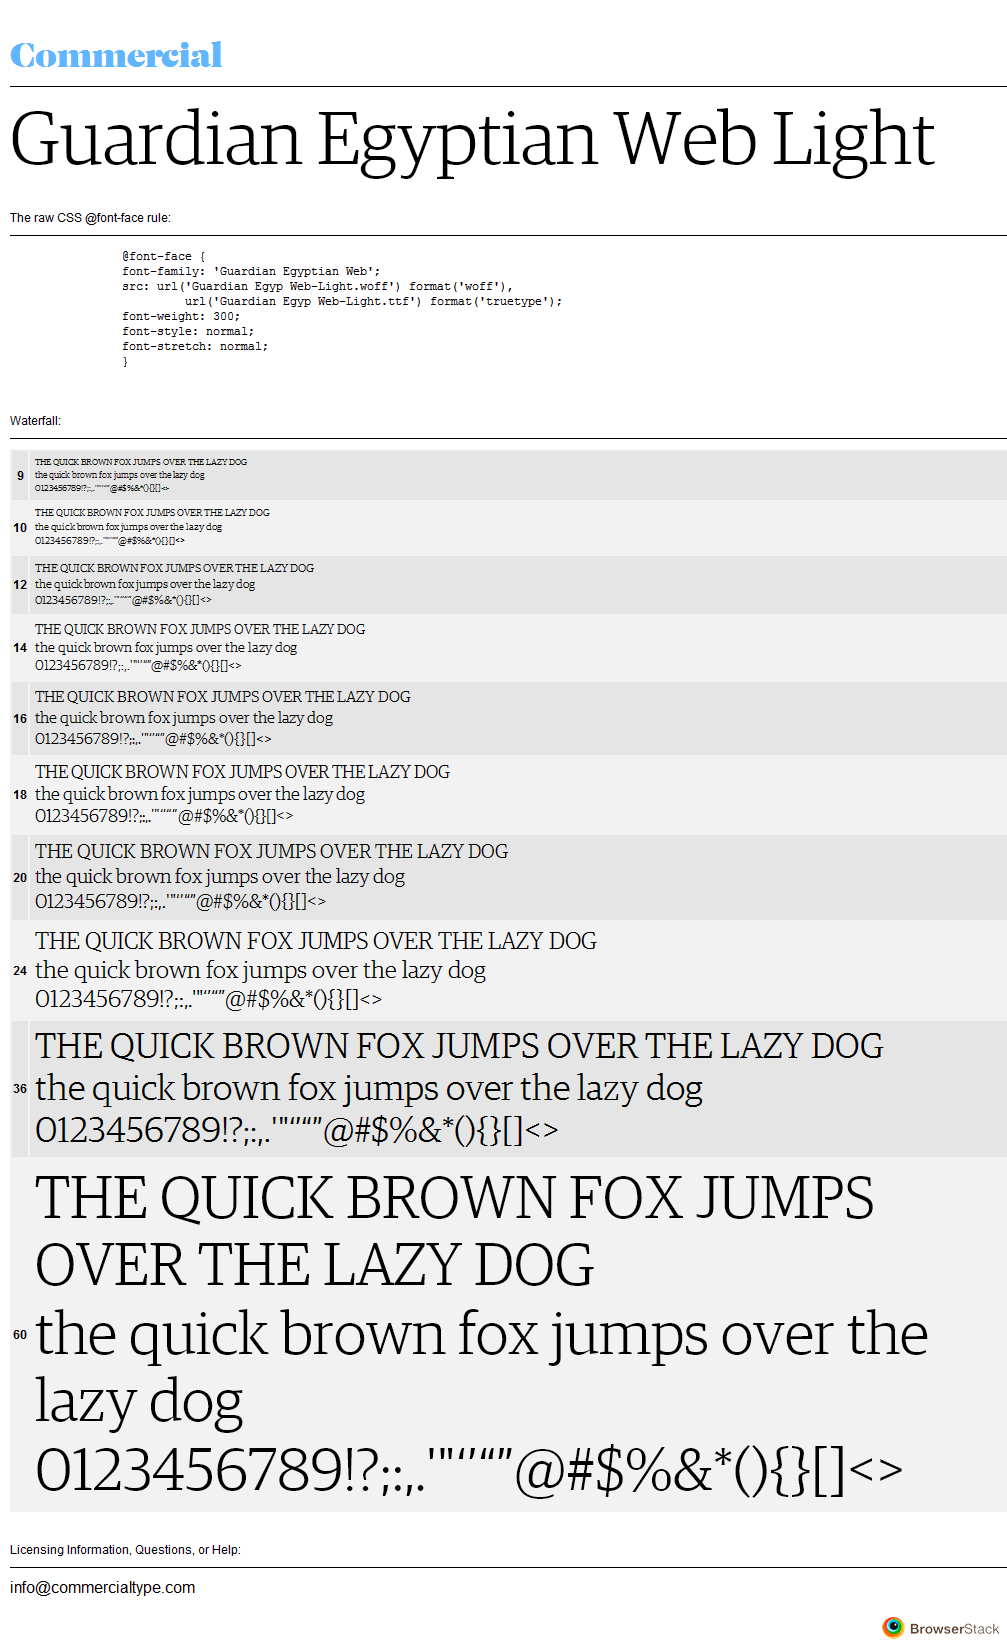 Commercial
Guardian Egyptian Web Light
The raw CSS @font-face rule:
@font-face {
font-family: 'Guardian Egyptian Web';
src: url('Guardian Egyp Web-Light.woff') format('woff'),
url('Guardian Egyp Web-Light.ttf') format('truetype');
font-weight: 300;
font-style: normal;
font-stretch: normal;
}
Waterfall:
THE QUICK BROWN FOX JUMPS OVER THE LAZY DOG
9 the quick brown fox jumps over the lazy dog
0123456789!?;:,.'"‘’“”@#$%&*(){}[]<>
THE QUICK BROWN FOX JUMPS OVER THE LAZY DOG
10 the quick brown fox jumps over the lazy dog
0123456789!?;:,.'"‘’“”@#$%&*(){}[]<>
THE QUICK BROWN FOX JUMPS OVER THE LAZY DOG
12 the quick brown fox jumps over the lazy dog
0123456789!?;:,.'"‘’“”@#$%&*(){}[]<>
THE QUICK BROWN FOX JUMPS OVER THE LAZY DOG
14 the quick brown fox jumps over the lazy dog
0123456789!?;:,.'"‘’“”@#$%&*(){}[]<>
THE QUICK BROWN FOX JUMPS OVER THE LAZY DOG
16 the quick brown fox jumps over the lazy dog
0123456789!?;:,.'"‘’“”@#$%&*(){}[]<>
THE QUICK BROWN FOX JUMPS OVER THE LAZY DOG
18 the quick brown fox jumps over the lazy dog
0123456789!?;:,.'"‘’“”@#$%&*(){}[]<>
THE QUICK BROWN FOX JUMPS OVER THE LAZY DOG
20 the quick brown fox jumps over the lazy dog
0123456789!?;:,.'"‘’“”@#$%&*(){}[]<>
THE QUICK BROWN FOX JUMPS OVER THE LAZY DOG
24 the quick brown fox jumps over the lazy dog
0123456789!?;:,.'"‘’“”@#$%&*(){}[]<>
THE QUICK BROWN FOX JUMPS OVER THE LAZY DOG
36 the quick brown fox jumps over the lazy dog
0123456789!?;:,.'"‘’“”@#$%&*(){}[]<>
THE QUICK BROWN FOX JUMPS
OVER THE LAZY DOG
60 the quick brown fox jumps over the
lazy dog
0123456789!?;:,.'"‘’“”@#$%&*(){}[]<>
Licensing Information, Questions, or Help:
info@commercialtype.com
BrowserStack